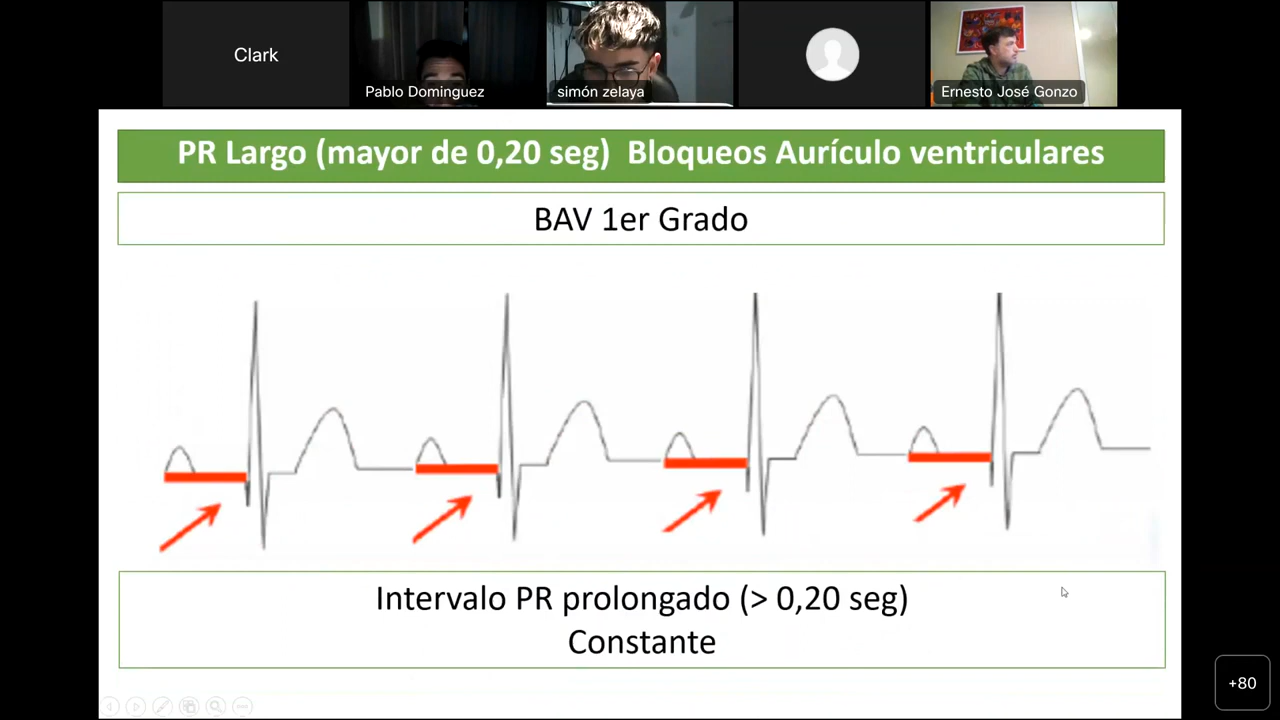 Clark
Pablo Dominguez
simón zelaya
Ernesto José Gonzo
PR Largo (mayor de 0,20 seg) Bloqueos Aurículo ventriculares
BAV 1er Grado
Intervalo PR prolongado (> 0,20 seg)
Constante
+80